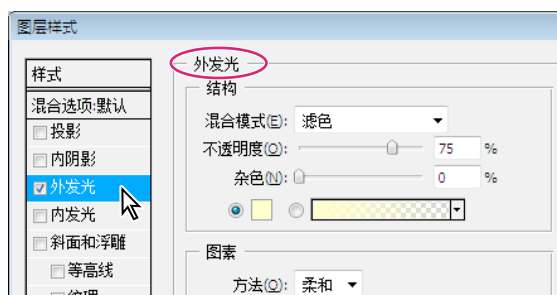 图层样式
样式
混合选项:默认
投影
内阴影
外发光
内发光
斜面和浮雕
等高线
外发光
结构
混合模式(E): 滤色
不透明度(O): 75 %
杂色(N): 0 %
图素
方法(Q): 柔和